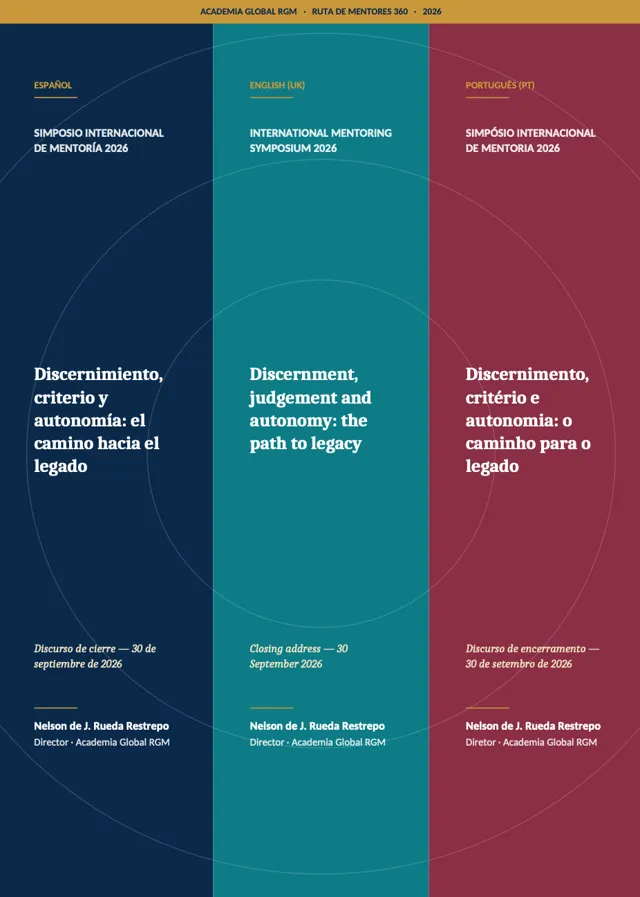 ACADEMIA GLOBAL RGM · RUTA DE MENTORES 360 · 2026
ESPAÑOL
SIMPOSIO INTERNACIONAL
DE MENTORÍA 2026
Discernimiento,
criterio y
autonomía: el
camino hacia el
legado
Discurso de cierre — 30 de
septiembre de 2026
Nelson de J. Rueda Restrepo
Director · Academia Global RGM
ENGLISH (UK)
INTERNATIONAL MENTORING
SYMPOSIUM 2026
Discernment,
judgement and
autonomy: the
path to legacy
Closing address — 30
September 2026
Nelson de J. Rueda Restrepo
Director · Academia Global RGM
PORTUGUÊS (PT)
SIMPÓSIO INTERNACIONAL
DE MENTORIA 2026
Discernimento,
critério e
autonomia: o
caminho para o
legado
Discurso de encerramento —
30 de setembro de 2026
Nelson de J. Rueda Restrepo
Diretor · Academia Global RGM